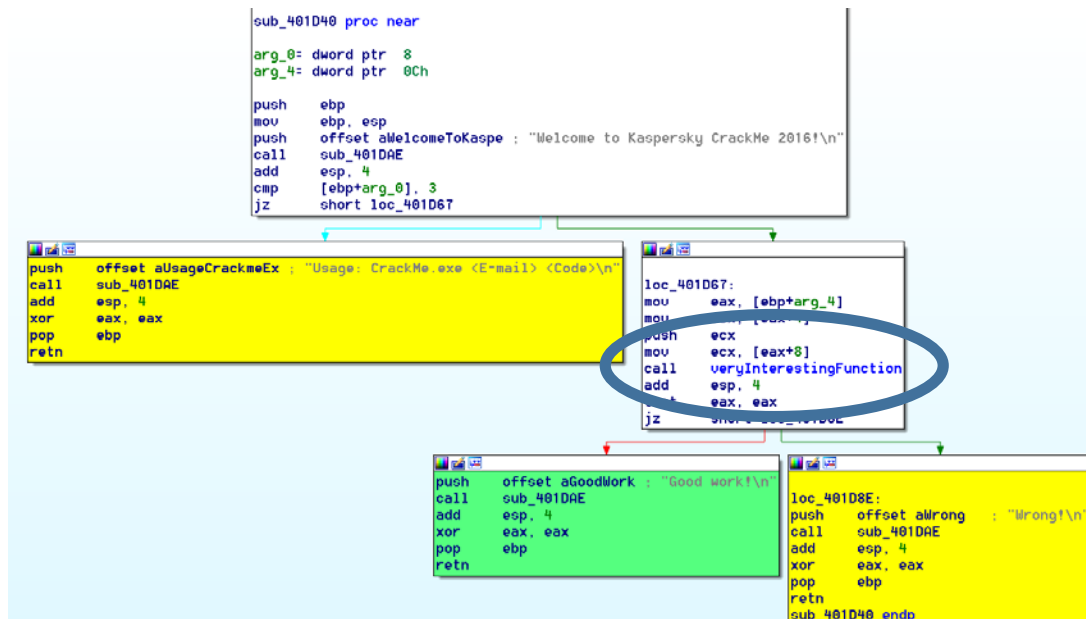 sub_401D40 proc near
arg_0= dword ptr  8
arg_4= dword ptr  0Ch
push    ebp
mov     ebp, esp
push    offset aWelcomeToKaspe ; "Welcome to Kaspersky CrackMe 2016!\n"
call    sub_401DAE
add     esp, 4
cmp     [ebp+arg_0], 3
jz      short loc_401D67
push    offset aUsageCrackmeEx ; "Usage: CrackMe.exe <E-mail> <Code>\n"
call    sub_401DAE
add     esp, 4
xor     eax, eax
pop     ebp
retn
loc_401D67:
mov     eax, [ebp+arg_4]
mov
push    ecx
mov     ecx, [eax+8]
call    veryInterestingFunction
add     esp, 4
eax, eax
jz      short loc_401D8E
push    offset aGoodWork ; "Good work!\n"
call    sub_401DAE
add     esp, 4
xor     eax, eax
pop     ebp
retn
loc_401D8E:
push    offset aWrong    ; "Wrong!\n"
call    sub_401DAE
add     esp, 4
xor     eax, eax
pop     ebp
retn
sub_401D40 endp